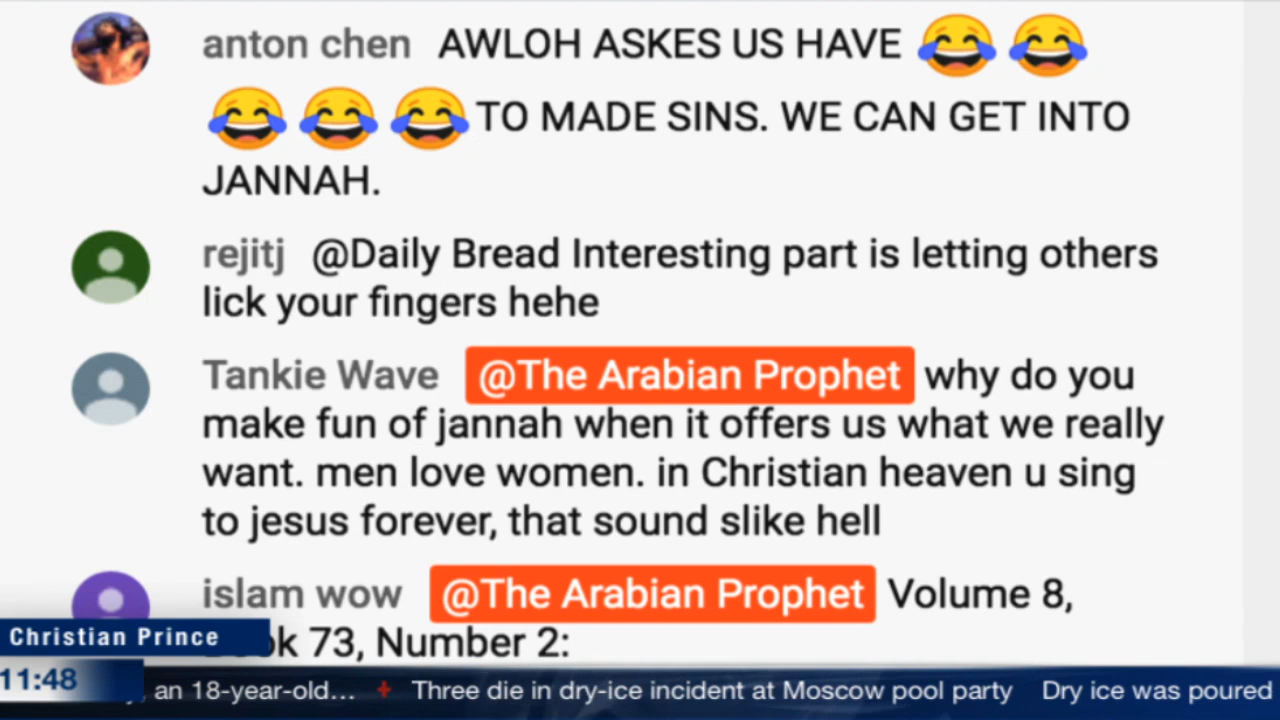 anton chen AWLOH ASKES US HAVE 😂 😂
😂 😂 😂 TO MADE SINS. WE CAN GET INTO
JANNAH.
rejitj @Daily Bread Interesting part is letting others
lick your fingers hehe
Tankie Wave @The Arabian Prophet why do you
make fun of jannah when it offers us what we really
want. men love women. in Christian heaven u sing
to jesus forever, that sound slike hell
islam wow @The Arabian Prophet Volume 8,
73, Number 2:
Christian Prince
11:48
, an 18-year-old... Three die in dry-ice incident at Moscow pool party Dry ice was poured